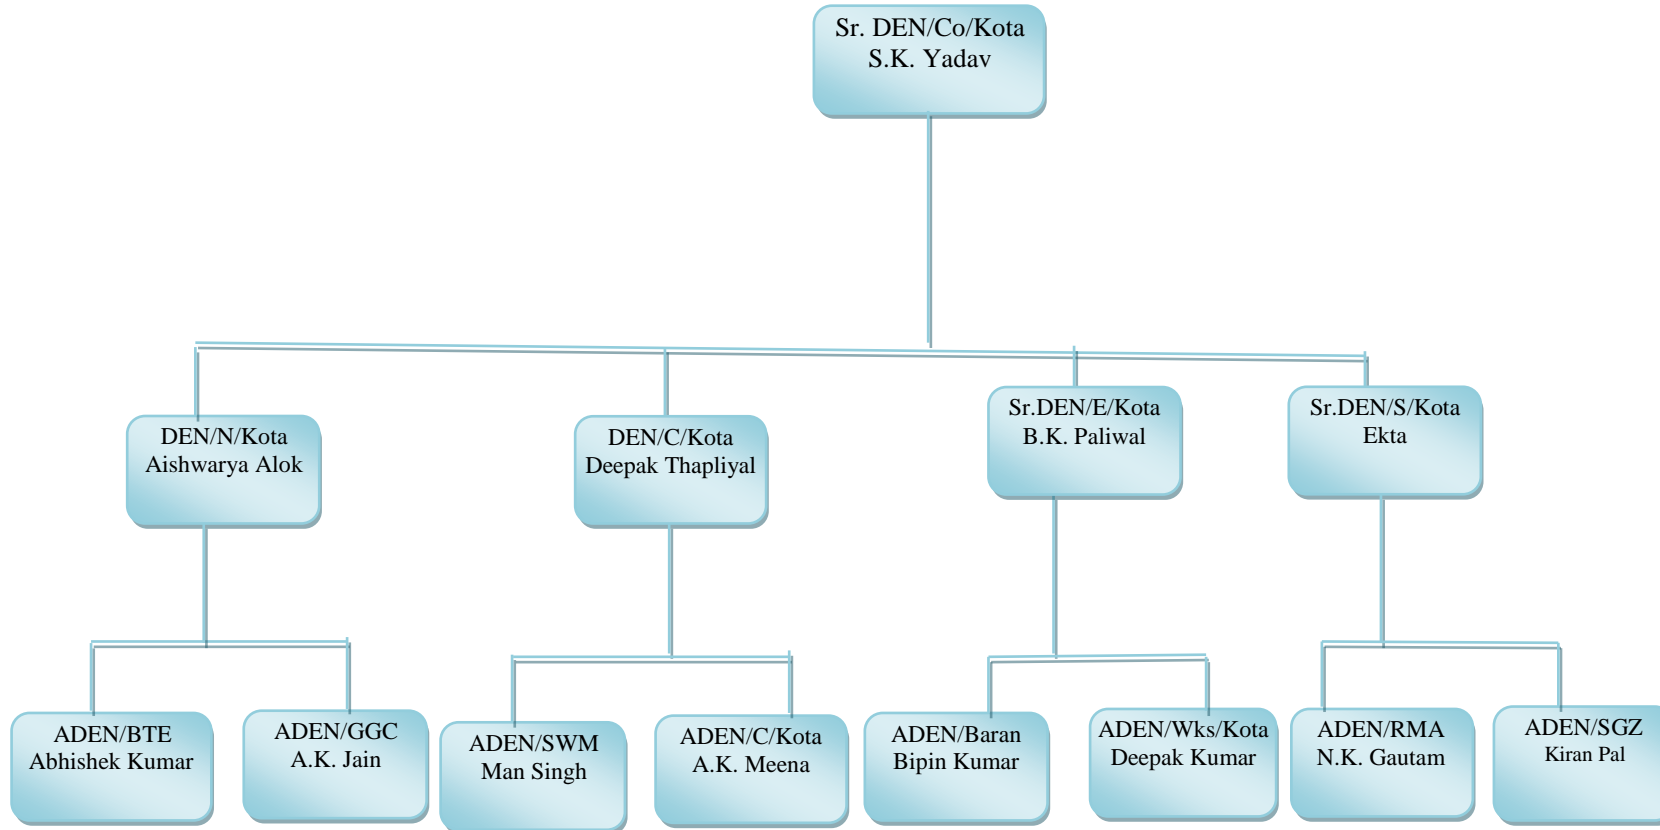 Sr. DEN/Co/Kota
S.K. Yadav
DEN/N/Kota
Aishwarya Alok
DEN/C/Kota
Deepak Thapliyal
Sr.DEN/E/Kota
B.K. Paliwal
Sr.DEN/S/Kota
Ekta
ADEN/BTE
Abhishek Kumar
ADEN/GGC
A.K. Jain
ADEN/SWM
Man Singh
ADEN/C/Kota
A.K. Meena
ADEN/Baran
Bipin Kumar
ADEN/Wks/Kota
Deepak Kumar
ADEN/RMA
N.K. Gautam
ADEN/SGZ
Kiran Pal